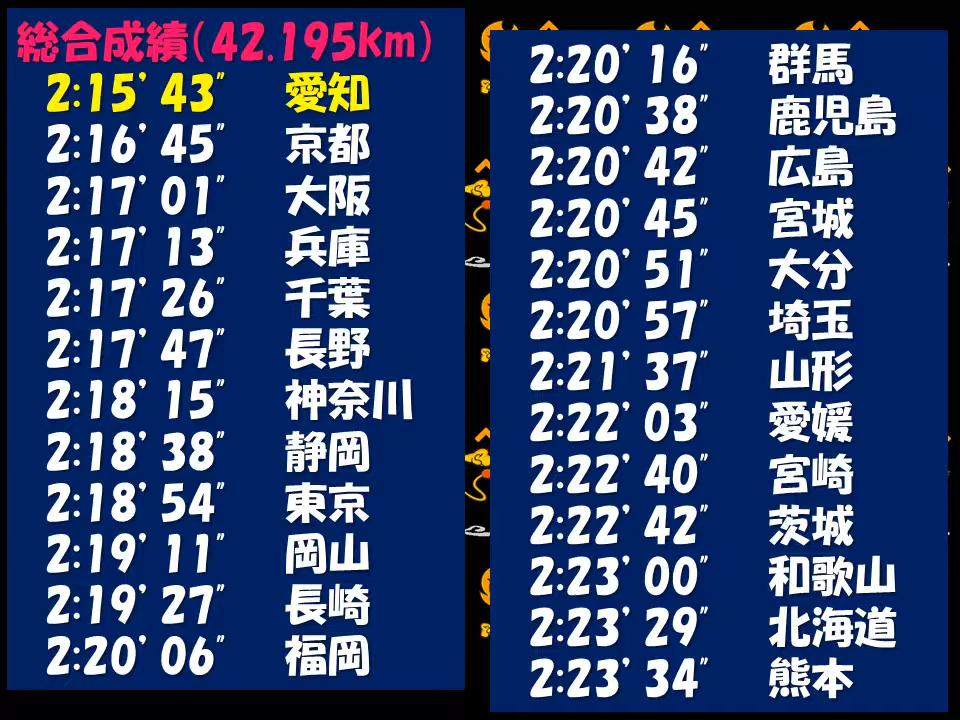 総合成績(42.195km)
2:15' 43" 愛知
2:16' 45" 京都
2:17' 01" 大阪
2:17' 13" 兵庫
2:17' 26" 千葉
2:17' 47" 長野
2:18' 15" 神奈川
2:18' 38" 静岡
2:18' 54" 東京
2:19' 11" 岡山
2:19' 27" 長崎
2:20' 06" 福岡
2:20' 16" 群馬
2:20' 38" 鹿児島
2:20' 42" 広島
2:20' 45" 宮城
2:20' 51" 大分
2:20' 57" 埼玉
2:21' 37" 山形
2:22' 03" 愛媛
2:22' 40" 宮崎
2:22' 42" 茨城
2:23' 00" 和歌山
2:23' 29" 北海道
2:23' 34" 熊本